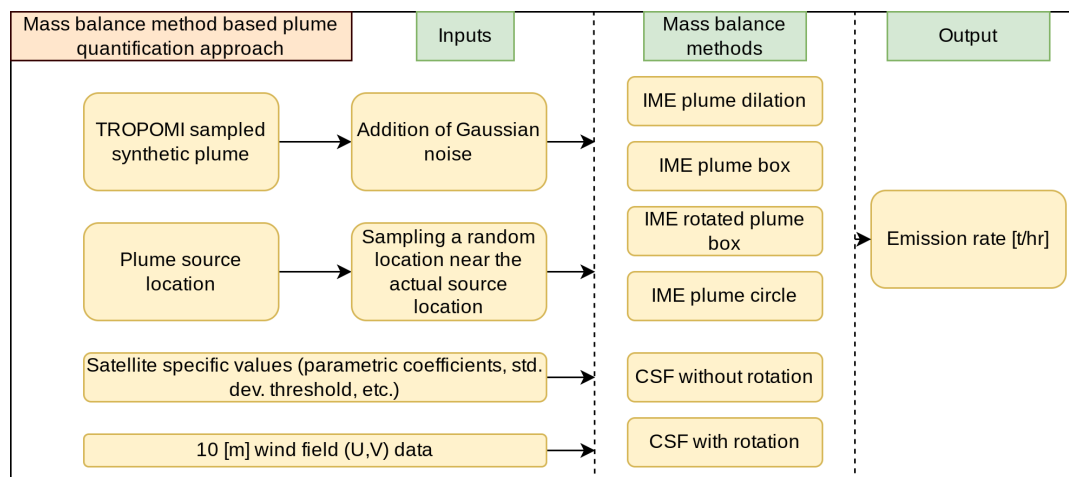 Mass balance method based plume
quantification approach
Inputs
Mass balance
methods
Output
TROPOMI sampled
synthetic plume
Addition of Gaussian
noise
Plume source
location
Sampling a random
location near the
actual source
location
Satellite specific values (parametric coefficients, std.
dev. threshold, etc.)
10 [m] wind field (U,V) data
IME plume dilation
IME plume box
IME rotated plume
box
IME plume circle
CSF without rotation
CSF with rotation
Emission rate [t/hr]